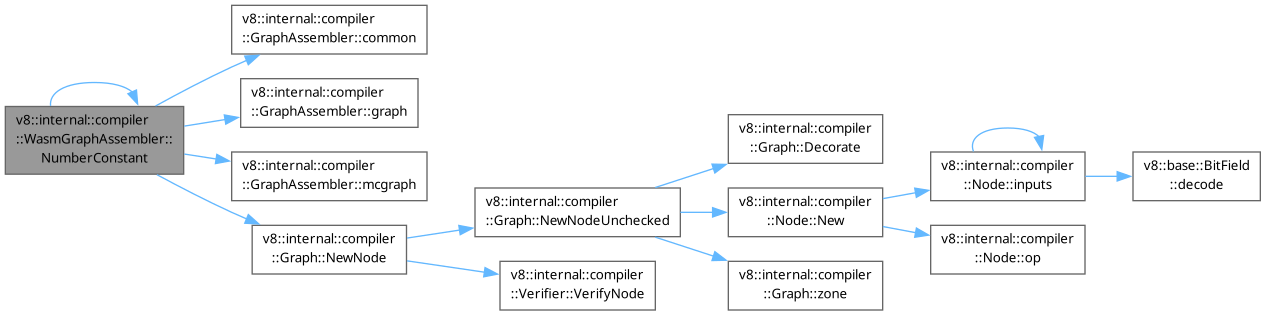 v8::internal::compiler
::WasmGraphAssembler::
NumberConstant
v8::internal::compiler
::GraphAssembler::common
v8::internal::compiler
::GraphAssembler::graph
v8::internal::compiler
::GraphAssembler::mcgraph
v8::internal::compiler
::Graph::NewNode
v8::internal::compiler
::Graph::NewNodeUnchecked
v8::internal::compiler
::Verifier::VerifyNode
v8::internal::compiler
::Graph::Decorate
v8::internal::compiler
::Node::New
v8::internal::compiler
::Graph::zone
v8::internal::compiler
::Node::inputs
v8::internal::compiler
::Node::op
v8::base::BitField
::decode